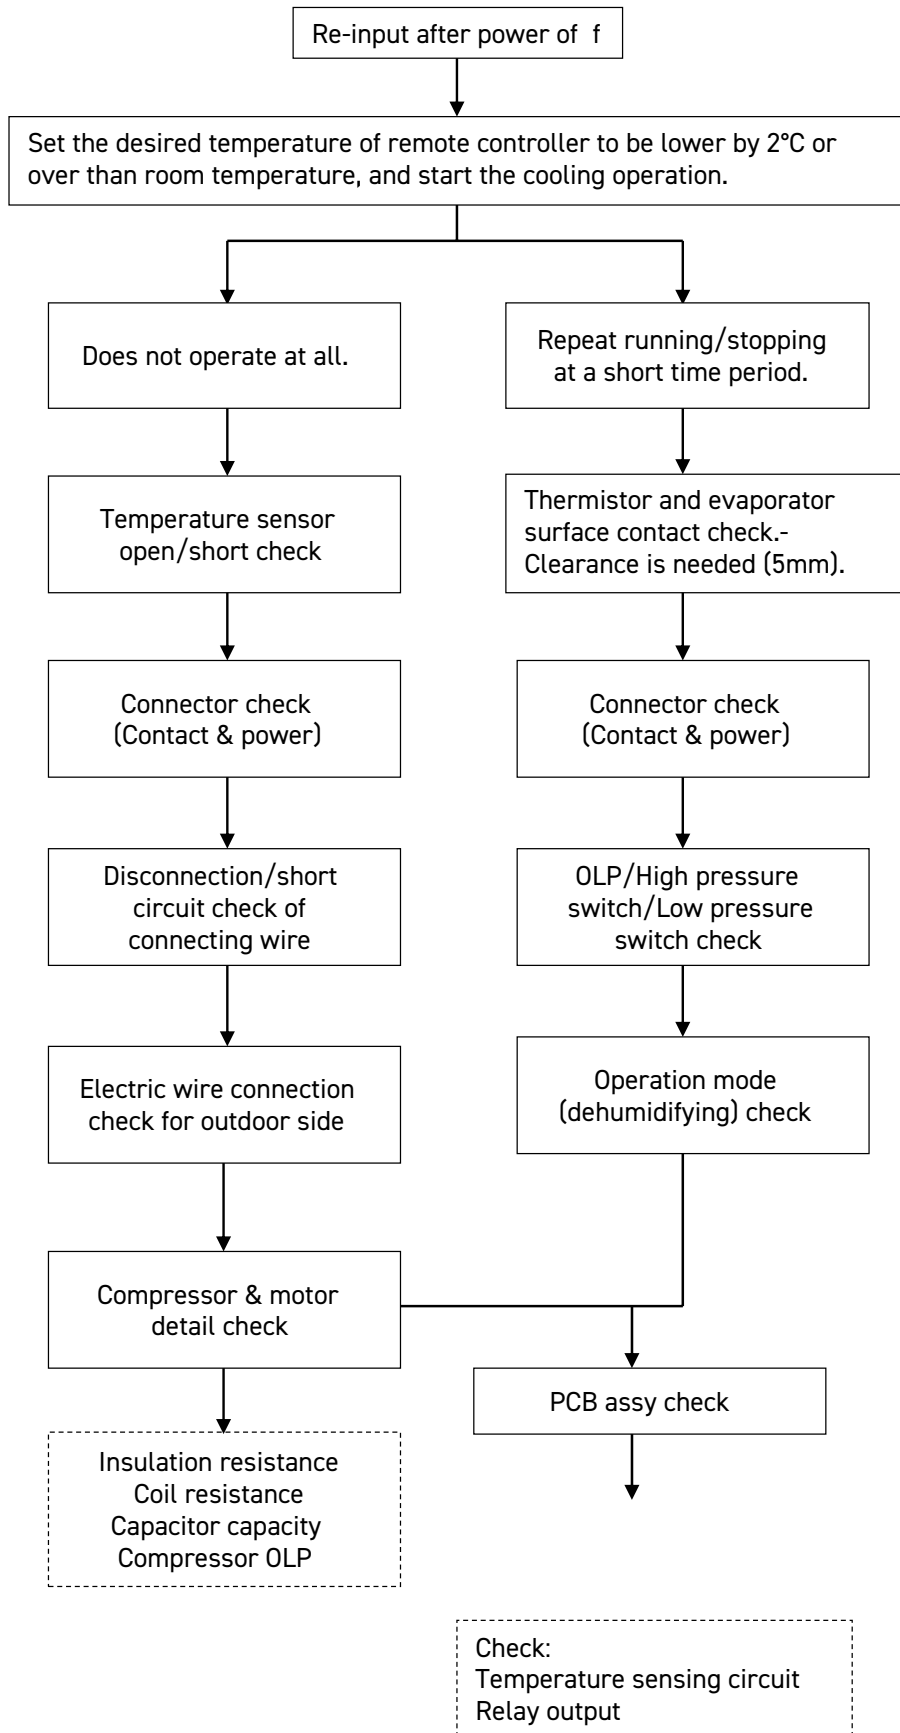 Re-input after power of f
Set the desired temperature of remote controller to be lower by 2°C or
over than room temperature, and start the cooling operation.
Does not operate at all.
Repeat running/stopping
at a short time period.
Temperature sensor
open/short check
Thermistor and evaporator
surface contact check.-
Clearance is needed (5mm).
Connector check
(Contact & power)
Connector check
(Contact & power)
Disconnection/short
circuit check of
connecting wire
OLP/High pressure
switch/Low pressure
switch check
Electric wire connection
check for outdoor side
Operation mode
(dehumidifying) check
Compressor & motor
detail check
PCB assy check
Insulation resistance
Coil resistance
Capacitor capacity
Compressor OLP
Check:
Temperature sensing circuit
Relay output